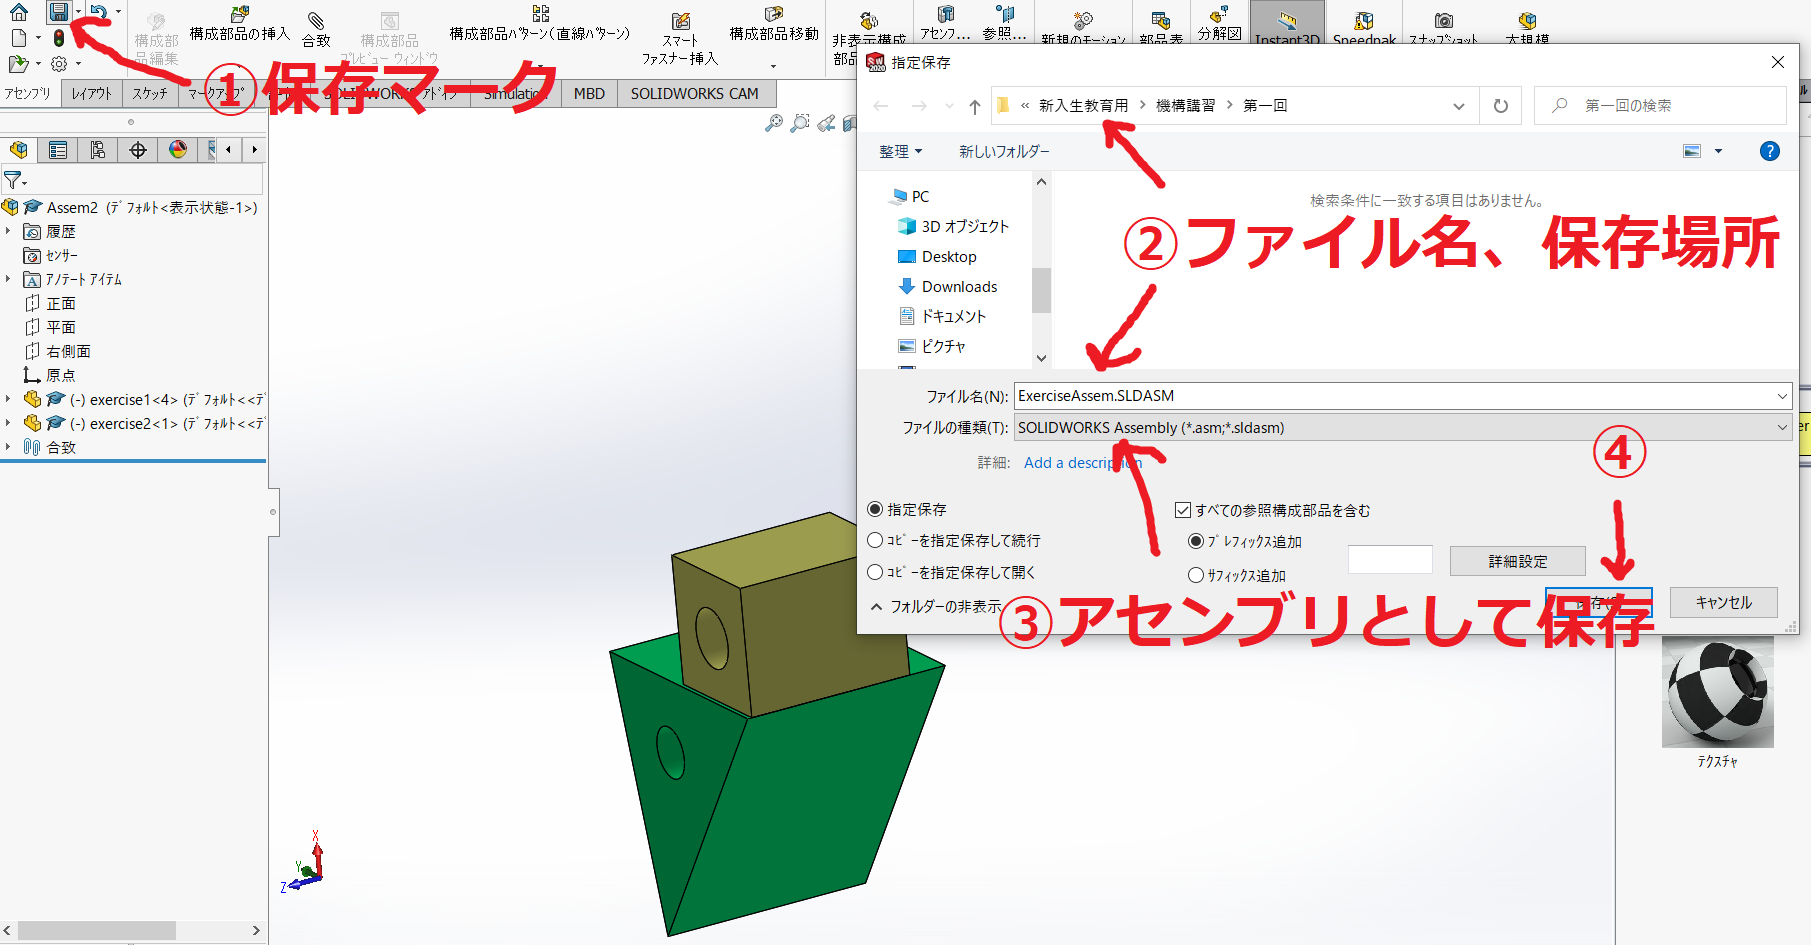 構成部品編集
構成部品の挿入
合致
構成部品
プレビュー ウィンドウ
構成部品パターン(直線パターン)
スマート
ファスナー挿入
構成部品移動
非表示構成
アセンブ...
参照...
新規のモーション
部品表
分解図
Instant3D
Speedpak
スナップショット
大規模
①保存マーク
アセンブリ
レイアウト
スケッチ
マークアップ
SOLIDWORKS アドイン
Simulation
MBD
SOLIDWORKS CAM
Assem2 (デフォルト<表示状態-1>)
履歴
センサー
アノテート アイテム
正面
平面
右側面
原点
(-) exercise1<4> (デフォルト<<デ
(-) exercise2<1> (デフォルト<<デ
合致
指定保存
« 新入生教育用 › 機構講習 › 第一回
第一回の検索
整理
新しいフォルダー
PC
3D オブジェクト
Desktop
Downloads
ドキュメント
ピクチャ
検索条件に一致する項目はありません。
②ファイル名、保存場所
ファイル名(N):
ExerciseAssem.SLDASM
ファイルの種類(T):
SOLIDWORKS Assembly (*.asm;*.sldasm)
詳細:
Add a description
④
指定保存
コピーを指定保存して続行
コピーを指定保存して開く
すべての参照構成部品を含む
プレフィックス追加
サフィックス追加
詳細設定
フォルダーの非表示
③アセンブリとして保存
キャンセル
テクスチャ
X
Y
Z